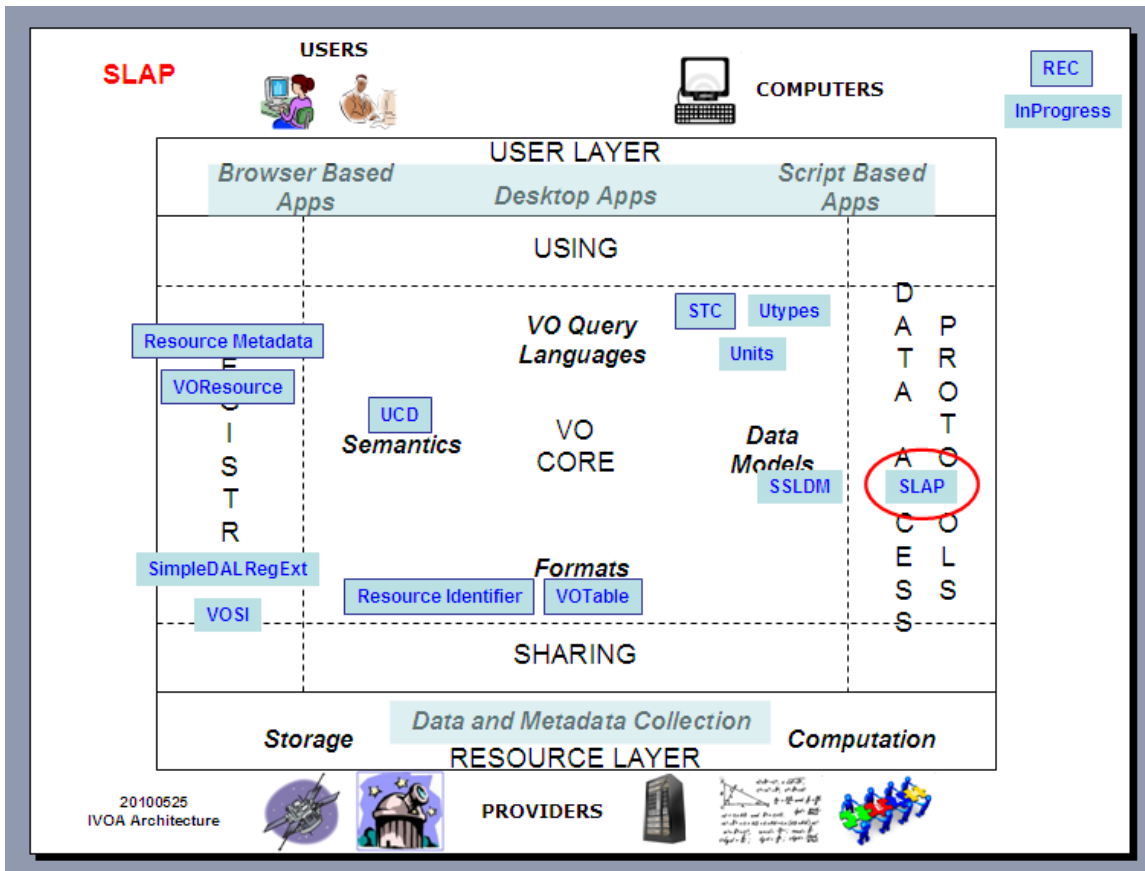 SLAP
USERS
COMPUTERS
REC
InProgress
USER LAYER
Browser Based
Apps
Desktop Apps
Script Based
Apps
USING
STC
Utypes
Units
VO Query
Languages
Resource Metadata
VOResource
I
S
T
R
UCD
Semantics
VO
CORE
Data
Models
SSLDM
SLAP
D
A
T
A
A
C
E
S
S
P
R
O
T
O
O
L
S
SimpleDALRegExt
VOSI
Formats
Resource Identifier
VOTable
SHARING
Data and Metadata Collection
Storage
Computation
RESOURCE LAYER
20100525
IVOA Architecture
PROVIDERS